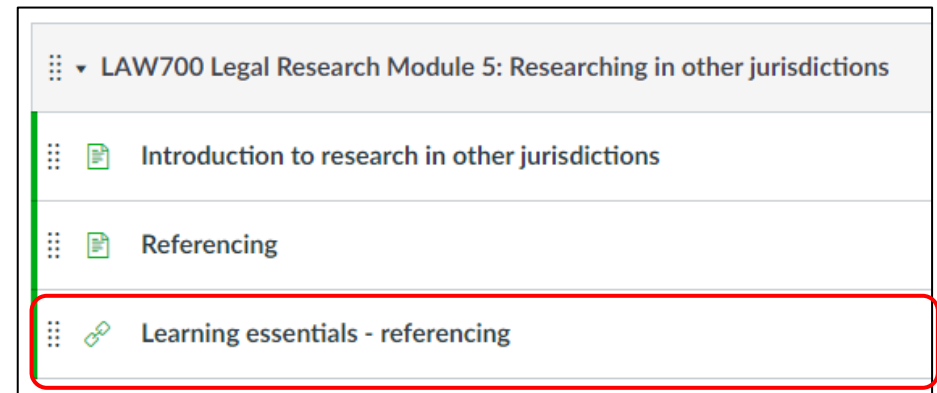 LAW700 Legal Research Module 5: Researching in other jurisdictions
Introduction to research in other jurisdictions
Referencing
Learning essentials - referencing